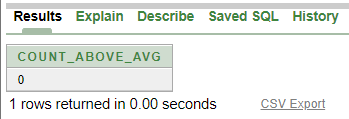 Results Explain Describe Saved SQL History
COUNT_ABOVE_AVG
0
1 rows returned in 0.00 seconds CSV Export